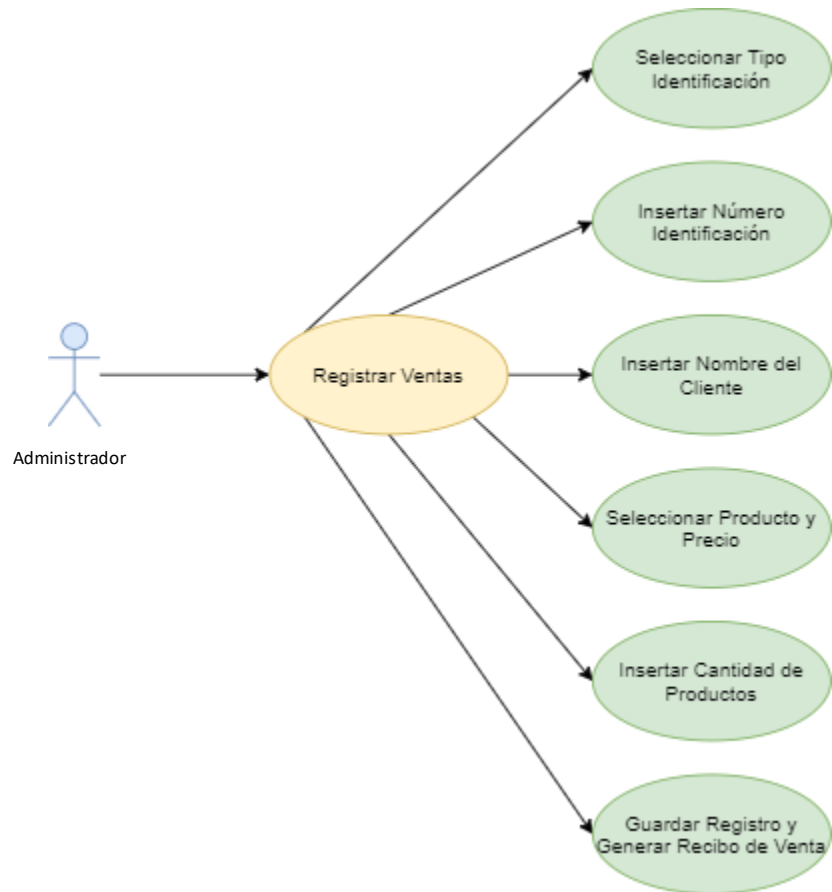 Seleccionar Tipo
Identificación
Insertar Número
Identificación
Registrar Ventas
Insertar Nombre del
Cliente
Administrador
Seleccionar Producto y
Precio
Insertar Cantidad de
Productos
Guardar Registro y
Generar Recibo de Venta